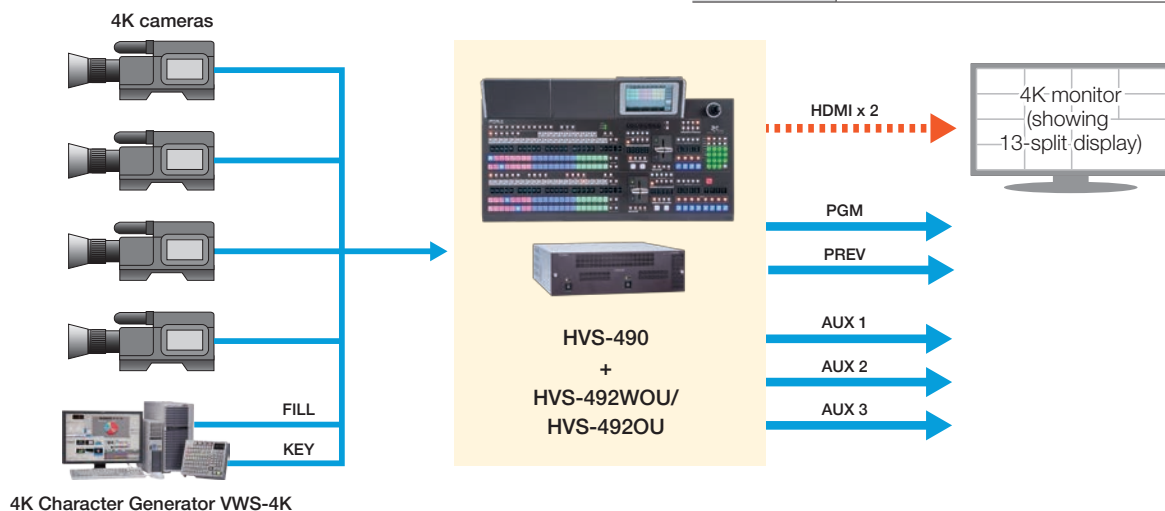 4K cameras
FILL
KEY
4K Character Generator VWS-4K
HVS-490
+
HVS-492WOU/
HVS-492OU
HDMI x 2
PGM
PREV
AUX 1
AUX 2
AUX 3
4K monitor
(showing
13-split display)